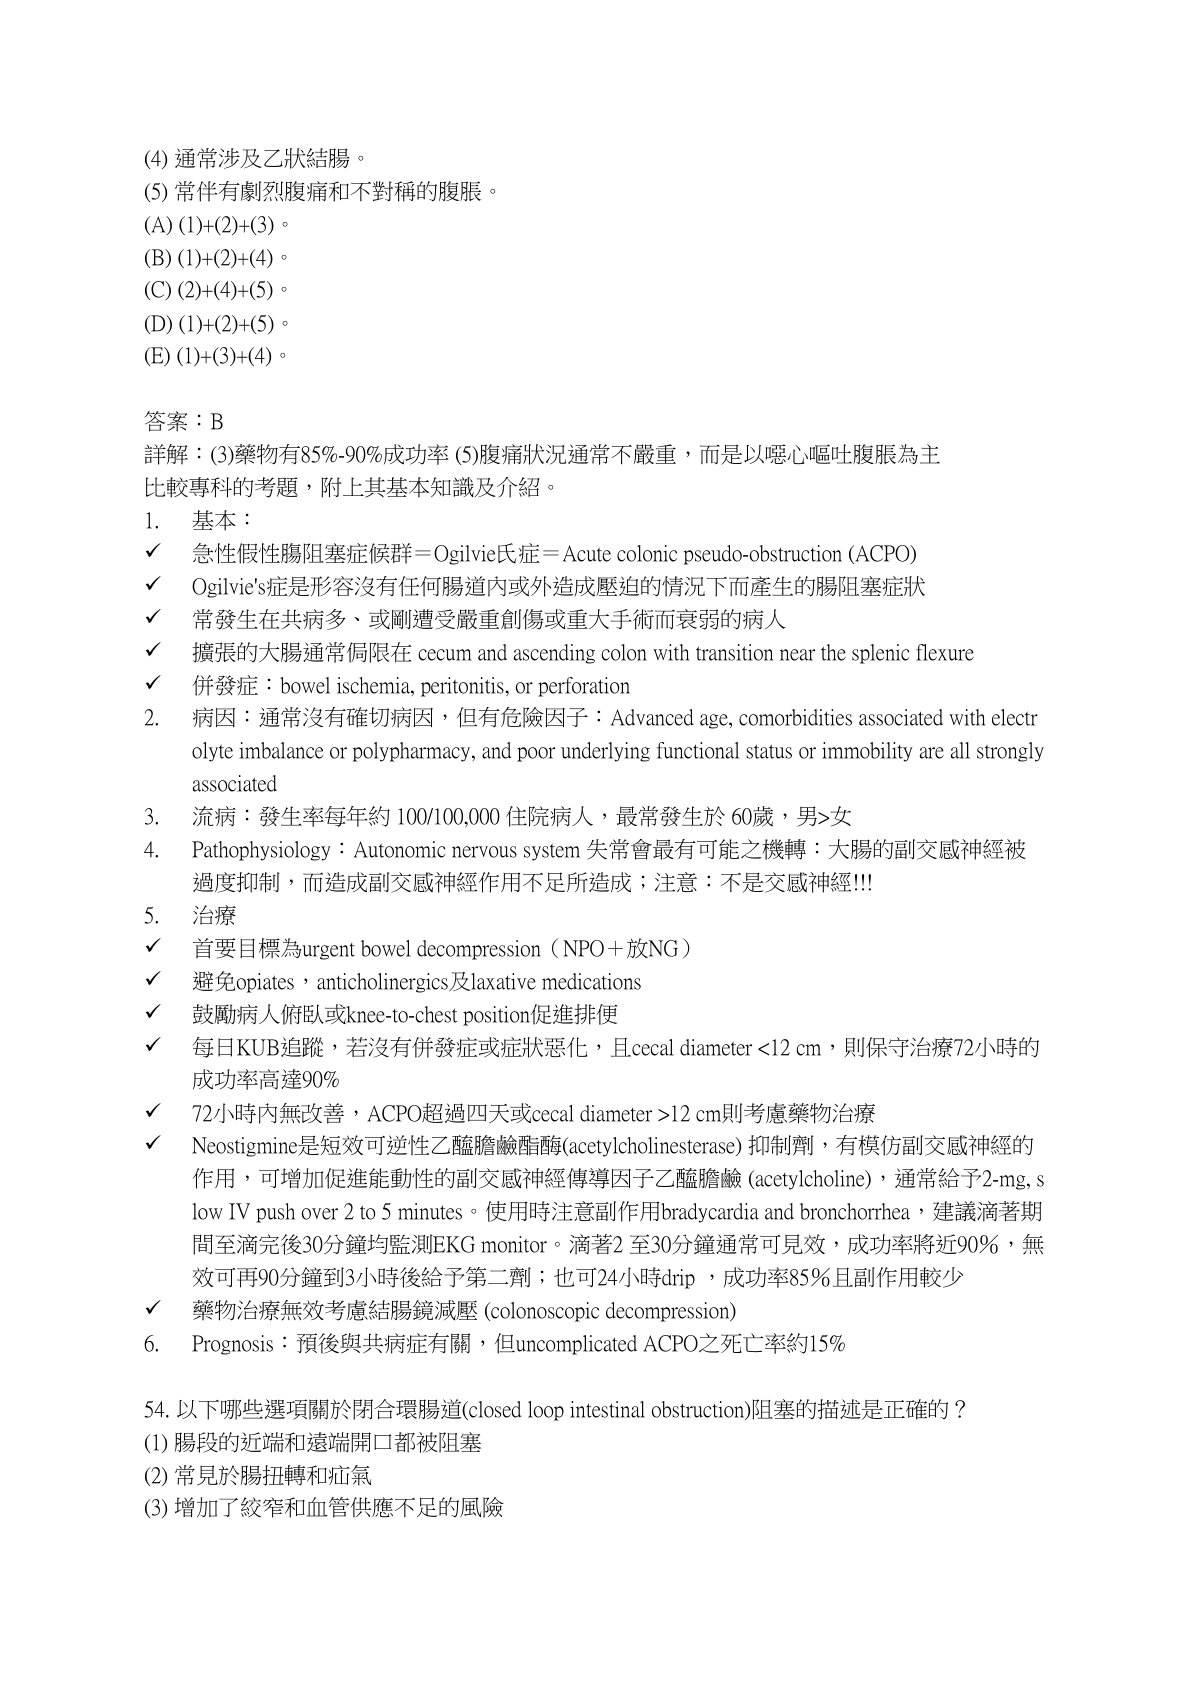 (4) 通常涉及乙狀結腸。
(5) 常伴有劇烈腹痛和不對稱的腹脹。
(A) (1)+(2)+(3)。
(B) (1)+(2)+(4)。
(C) (2)+(4)+(5)。
(D) (1)+(2)+(5)。
(E) (1)+(3)+(4)。
答案：B
詳解：(3)藥物有85%-90%成功率 (5)腹痛狀況通常不嚴重，而是以噁心嘔吐腹脹為主
比較專科的考題，附上其基本知識及介紹。
1. 基本：
✓ 急性假性腸阻塞症候群＝Ogilvie氏症＝Acute colonic pseudo-obstruction (ACPO)
✓ Ogilvie's症是形容沒有任何腸道內或外造成壓迫的情況下而產生的腸阻塞症狀
✓ 常發生在共病多、或剛遭受嚴重創傷或重大手術而衰弱的病人
✓ 擴張的大腸通常侷限在 cecum and ascending colon with transition near the splenic flexure
✓ 併發症：bowel ischemia, peritonitis, or perforation
2. 病因：通常沒有確切病因，但有危險因子：Advanced age, comorbidities associated with electr
olyte imbalance or polypharmacy, and poor underlying functional status or immobility are all strongly
associated
3. 流病：發生率每年約 100/100,000 住院病人，最常發生於 60歲，男>女
4. Pathophysiology：Autonomic nervous system 失常會最有可能之機轉：大腸的副交感神經被
過度抑制，而造成副交感神經作用不足所造成；注意：不是交感神經!!!
5. 治療
✓ 首要目標為urgent bowel decompression（NPO＋放NG）
✓ 避免opiates，anticholinergics及laxative medications
✓ 鼓勵病人俯臥或knee-to-chest position促進排便
✓ 每日KUB追蹤，若沒有併發症或症狀惡化，且cecal diameter <12 cm，則保守治療72小時的
成功率高達90%
✓ 72小時內無改善，ACPO超過四天或cecal diameter >12 cm則考慮藥物治療
✓ Neostigmine是短效可逆性乙醯膽鹼酯酶(acetylcholinesterase) 抑制劑，有模仿副交感神經的
作用，可增加促進能動性的副交感神經傳導因子乙醯膽鹼 (acetylcholine)，通常給予2-mg, s
low IV push over 2 to 5 minutes。使用時注意副作用bradycardia and bronchorrhea，建議滴著期
間至滴完後30分鐘均監測EKG monitor。滴著2 至30分鐘通常可見效，成功率將近90％，無
效可再90分鐘到3小時後給予第二劑；也可24小時drip ，成功率85％且副作用較少
✓ 藥物治療無效考慮結腸鏡減壓 (colonoscopic decompression)
6. Prognosis：預後與共病症有關，但uncomplicated ACPO之死亡率約15%
54. 以下哪些選項關於閉合環腸道(closed loop intestinal obstruction)阻塞的描述是正確的？
(1) 腸段的近端和遠端開口都被阻塞
(2) 常見於腸扭轉和疝氣
(3) 增加了絞窄和血管供應不足的風險